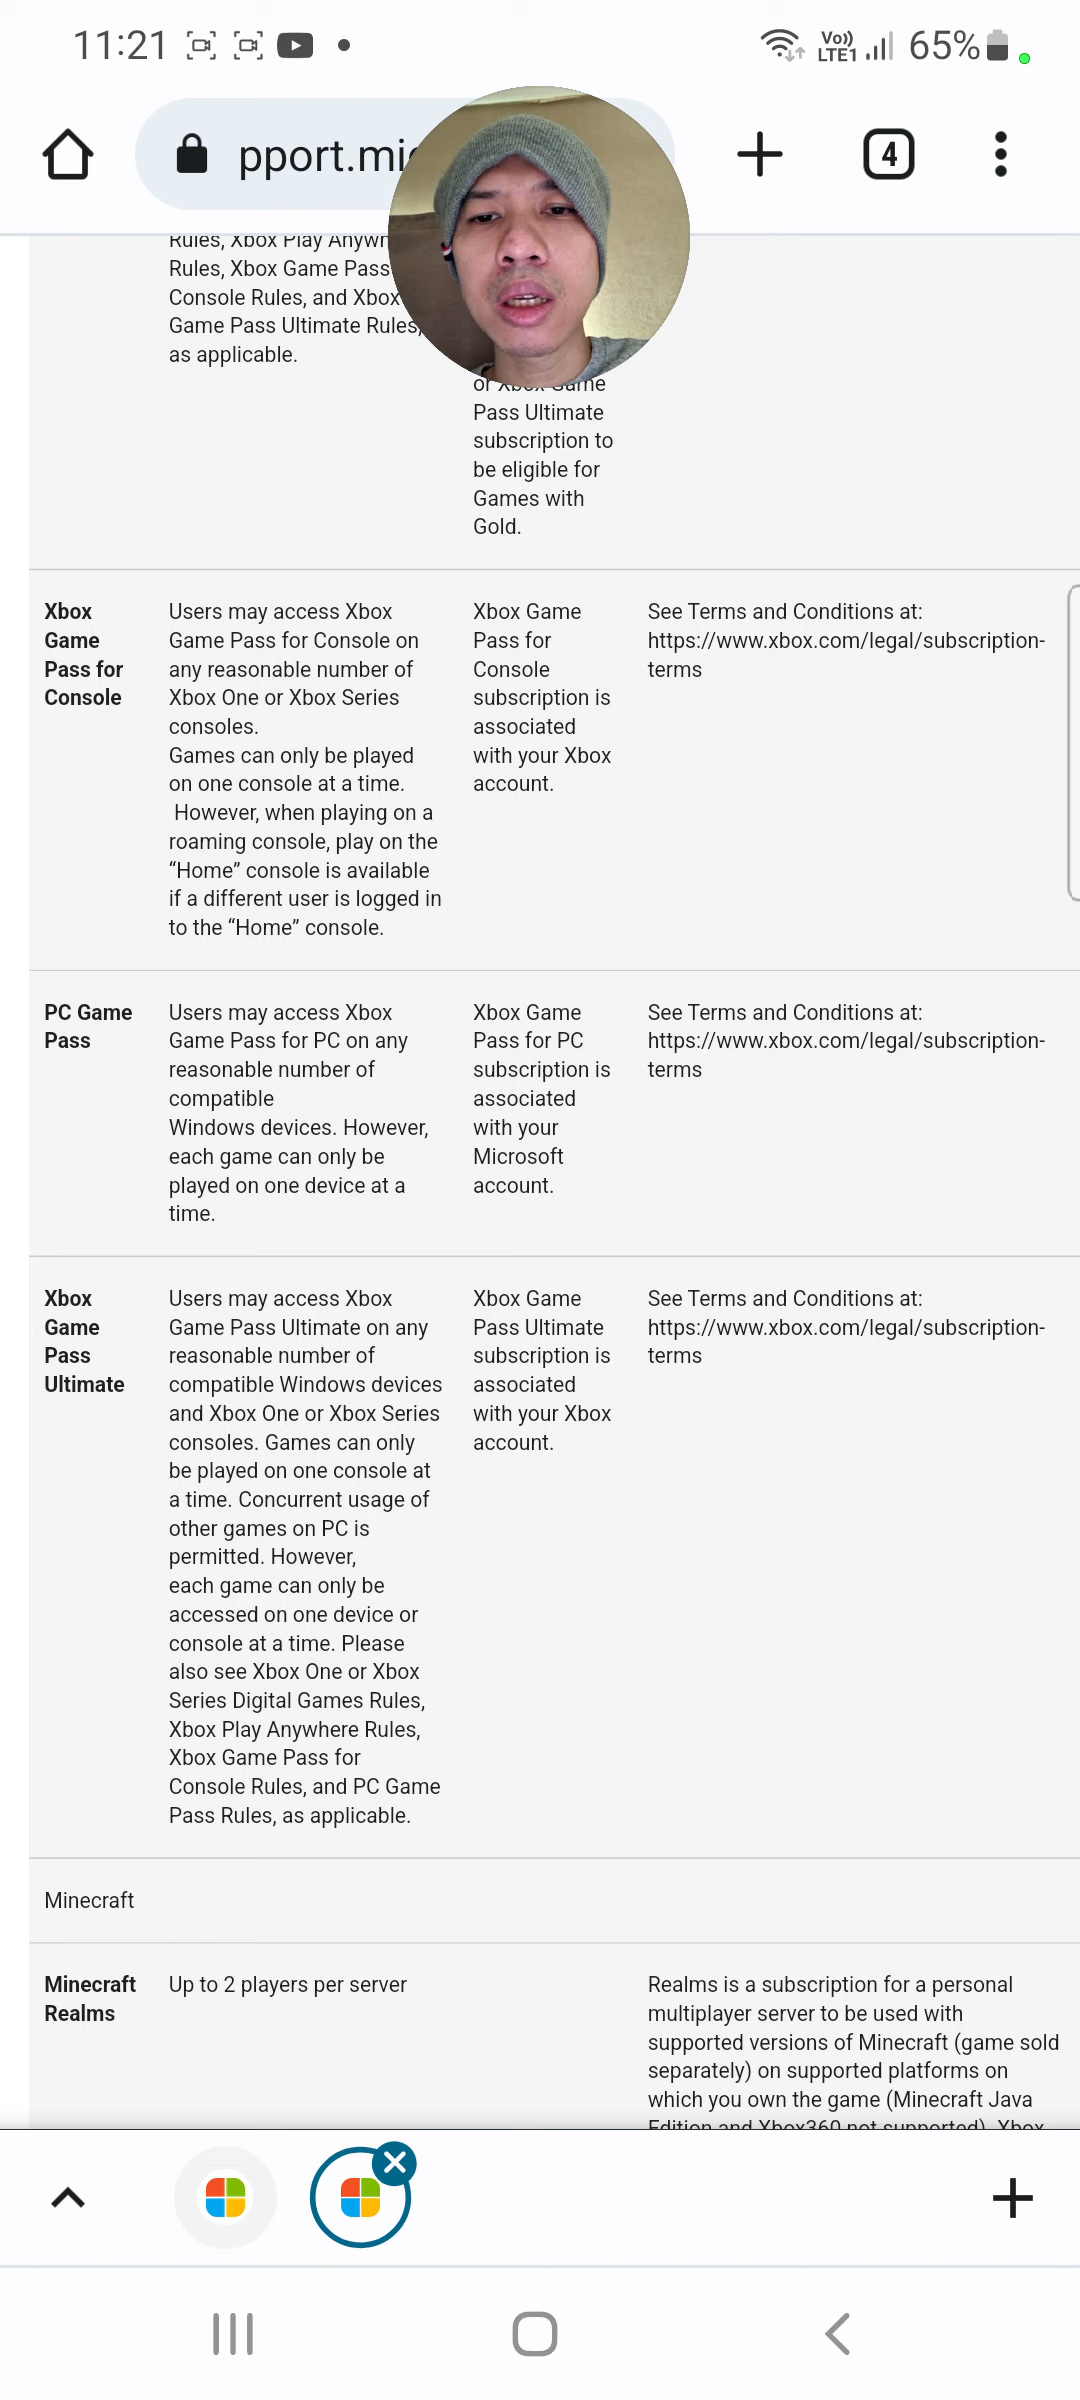 11:21
Vo))
LTE1
65%
pport.mic
4
Rules, Xbox Play Anywh
Rules, Xbox Game Pass
Console Rules, and Xbox
Game Pass Ultimate Rules,
as applicable.
or Xbox Game
Pass Ultimate
subscription to
be eligible for
Games with
Gold.
Xbox
Game
Pass for
Console
Users may access Xbox
Game Pass for Console on
any reasonable number of
Xbox One or Xbox Series
consoles.
Games can only be played
on one console at a time.
However, when playing on a
roaming console, play on the
“Home” console is available
if a different user is logged in
to the “Home” console.
Xbox Game
Pass for
Console
subscription is
associated
with your Xbox
account.
See Terms and Conditions at:
https://www.xbox.com/legal/subscription-
terms
PC Game
Pass
Users may access Xbox
Game Pass for PC on any
reasonable number of
compatible
Windows devices. However,
each game can only be
played on one device at a
time.
Xbox Game
Pass for PC
subscription is
associated
with your
Microsoft
account.
See Terms and Conditions at:
https://www.xbox.com/legal/subscription-
terms
Xbox
Game
Pass
Ultimate
Users may access Xbox
Game Pass Ultimate on any
reasonable number of
compatible Windows devices
and Xbox One or Xbox Series
consoles. Games can only
be played on one console at
a time. Concurrent usage of
other games on PC is
permitted. However,
each game can only be
accessed on one device or
console at a time. Please
also see Xbox One or Xbox
Series Digital Games Rules,
Xbox Play Anywhere Rules,
Xbox Game Pass for
Console Rules, and PC Game
Pass Rules, as applicable.
Xbox Game
Pass Ultimate
subscription is
associated
with your Xbox
account.
See Terms and Conditions at:
https://www.xbox.com/legal/subscription-
terms
Minecraft
Minecraft
Realms
Up to 2 players per server
Realms is a subscription for a personal
multiplayer server to be used with
supported versions of Minecraft (game sold
separately) on supported platforms on
which you own the game (Minecraft Java
Edition and Xbox360 not supported). Xbox